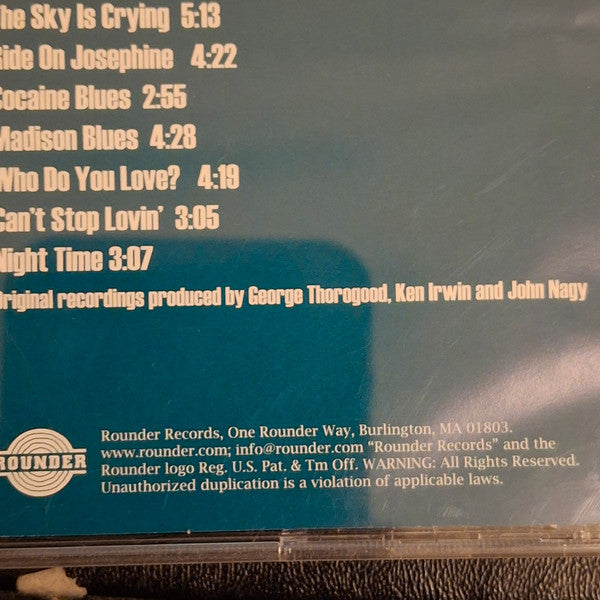 The Sky Is Crying 5:13
Ride On Josephine 4:22
Cocaine Blues 2:55
Madison Blues 4:28
Who Do You Love? 4:19
Can't Stop Lovin' 3:05
Night Time 3:07
Original recordings produced by George Thorogood, Ken Irwin and John Nagy
ROUNDER
Rounder Records, One Rounder Way, Burlington, MA 01803.
www.rounder.com; info@rounder.com “Rounder Records” and the
Rounder logo Reg. U.S. Pat. & Tm Off. WARNING: All Rights Reserved.
Unauthorized duplication is a violation of applicable laws.